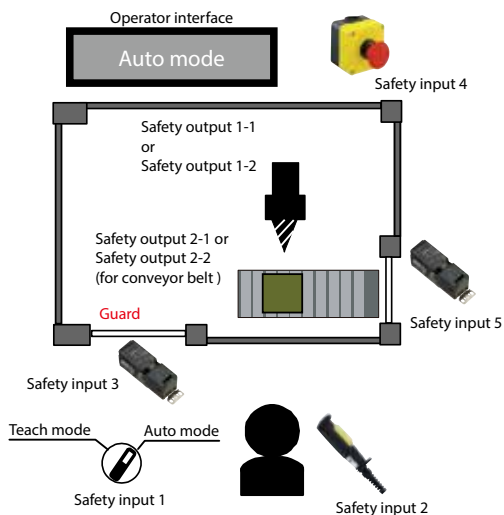 Operator interface
Auto mode
Safety input 4
Safety output 1-1
or
Safety output 1-2
Safety output 2-1 or
Safety output 2-2
(for conveyor belt )
Guard
Safety input 5
Safety input 3
Teach mode
Auto mode
Safety input 1
Safety input 2